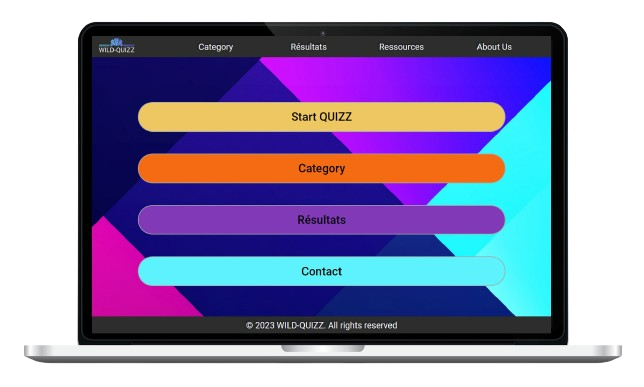 WILD-QUIZZ
Category
Résultats
Ressources
About Us
Start QUIZZ
Category
Résultats
Contact
© 2023 WILD-QUIZZ. All rights reserved